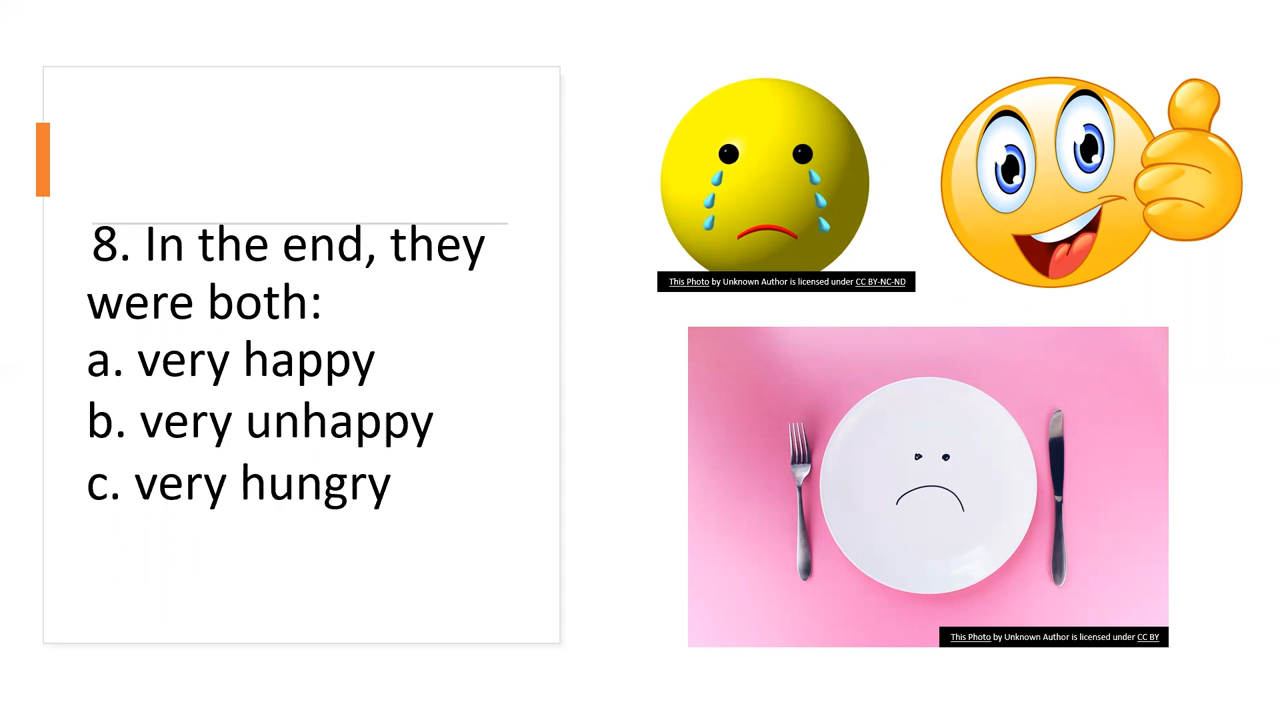 8. In the end, they
were both:
a. very happy
b. very unhappy
c. very hungry
This Photo by Unknown Author is licensed under CC BY-NC-ND
This Photo by Unknown Author is licensed under CC BY